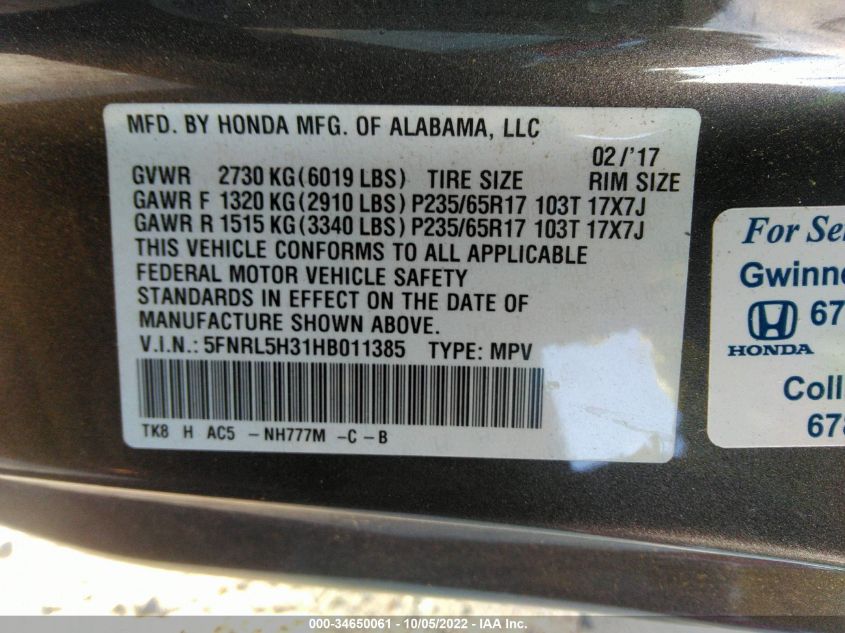 MFD. BY HONDA MFG. OF ALABAMA, LLC
02/'17
GVWR 2730 KG(6019 LBS) TIRE SIZE RIM SIZE
GAWR F 1320 KG(2910 LBS) P235/65R17 103T 17X7J
GAWR R 1515 KG(3340 LBS) P235/65R17 103T 17X7J
THIS VEHICLE CONFORMS TO ALL APPLICABLE
FEDERAL MOTOR VEHICLE SAFETY
STANDARDS IN EFFECT ON THE DATE OF
MANUFACTURE SHOWN ABOVE.
V.I.N.: 5FNRL5H31HB011385 TYPE: MPV
TK8 H AC5 - NH777M -C - B
For Se
Gwinn
67
HONDA
Coll
678
000-34650061 - 10/05/2022 - IAA Inc.